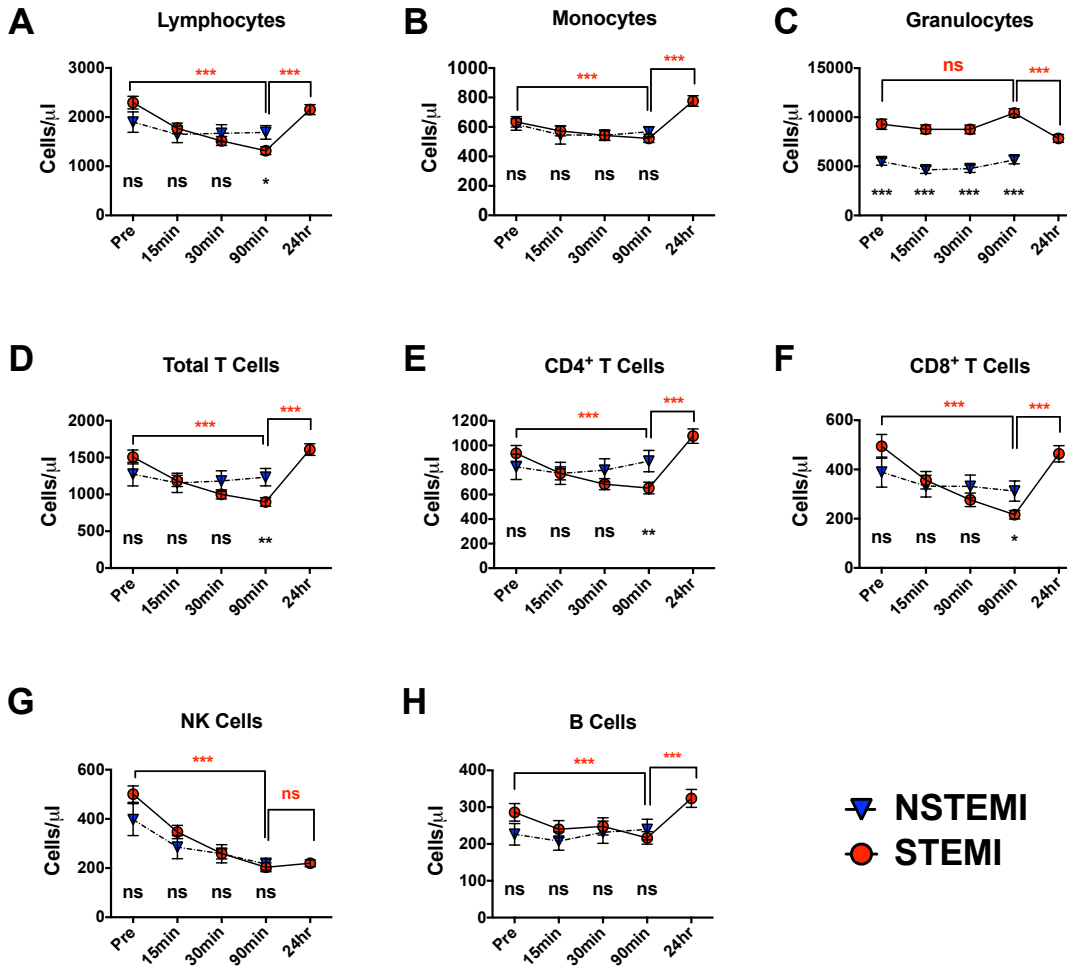 A
Lymphocytes
***
***
3000
2000
1000
0
Cells/µl
ns
ns
ns
*
Pre
15min
30min
90min
24hr
B
Monocytes
***
***
1000
800
600
400
200
0
Cells/µl
ns
ns
ns
ns
Pre
15min
30min
90min
24hr
C
Granulocytes
ns
***
15000
10000
5000
0
Cells/µl
***
***
***
***
Pre
15min
30min
90min
24hr
D
Total T Cells
***
***
2000
1500
1000
500
0
Cells/µl
ns
ns
ns
**
Pre
15min
30min
90min
24hr
E
CD4⁺ T Cells
***
***
1200
1000
800
600
400
200
0
Cells/µl
ns
ns
ns
**
Pre
15min
30min
90min
24hr
F
CD8⁺ T Cells
***
***
600
400
200
0
Cells/µl
ns
ns
ns
*
Pre
15min
30min
90min
24hr
G
NK Cells
***
ns
600
400
200
0
Cells/µl
ns
ns
ns
ns
Pre
15min
30min
90min
24hr
H
B Cells
***
***
400
300
200
100
0
Cells/µl
ns
ns
ns
ns
Pre
15min
30min
90min
24hr
NSTEMI
STEMI